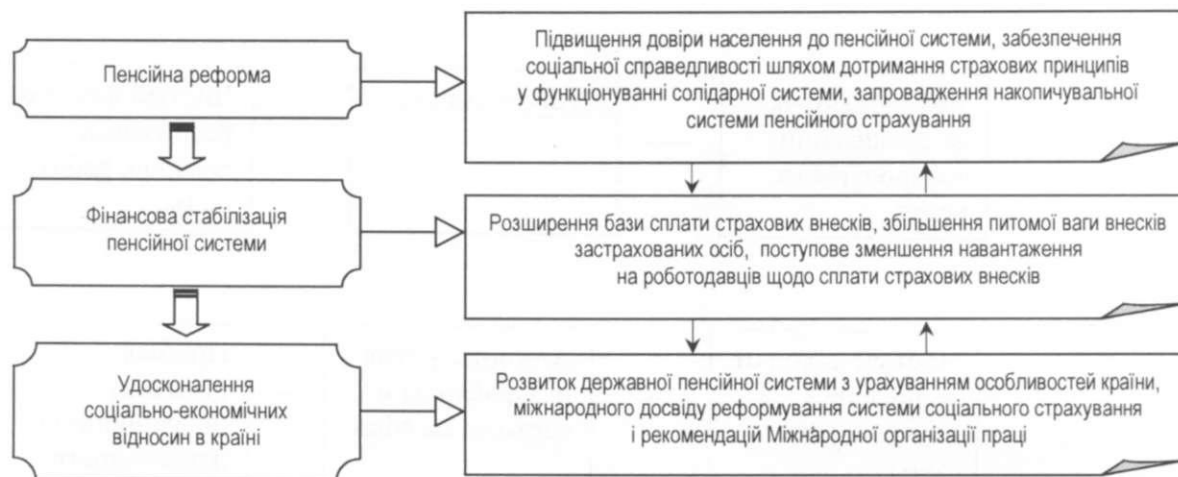 Пенсійна реформа
Підвищення довіри населення до пенсійної системи, забезпечення
соціальної справедливості шляхом дотримання страхових принципів
у функціонуванні солідарної системи, запровадження накопичувальної
системи пенсійного страхування
Фінансова стабілізація
пенсійної системи
Розширення бази сплати страхових внесків, збільшення питомої ваги внесків
застрахованих осіб, поступове зменшення навантаження
на роботодавців щодо сплати страхових внесків
Удосконалення
соціально-економічних
відносин в країні
Розвиток державної пенсійної системи з урахуванням особливостей країни,
міжнародного досвіду реформування системи соціального страхування
і рекомендацій Міжнародної організації праці